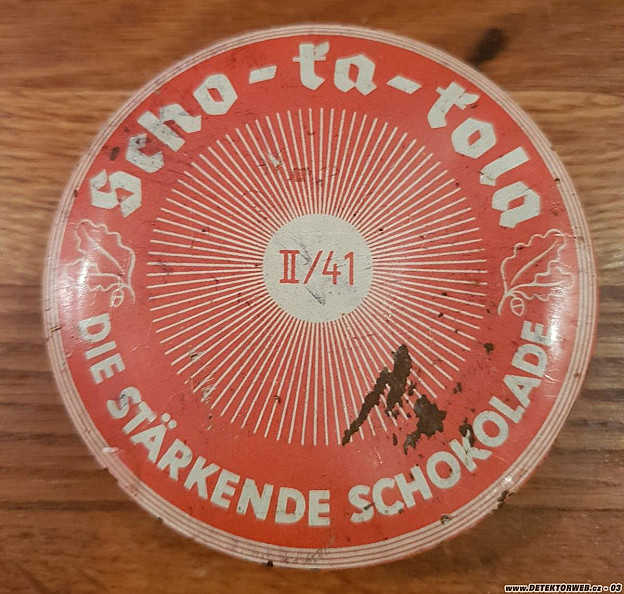 Scho-ka-kola
II/41
DIE STÄRKENDE SCHOKOLADE
www.DETEKTORWEB.cz - 03